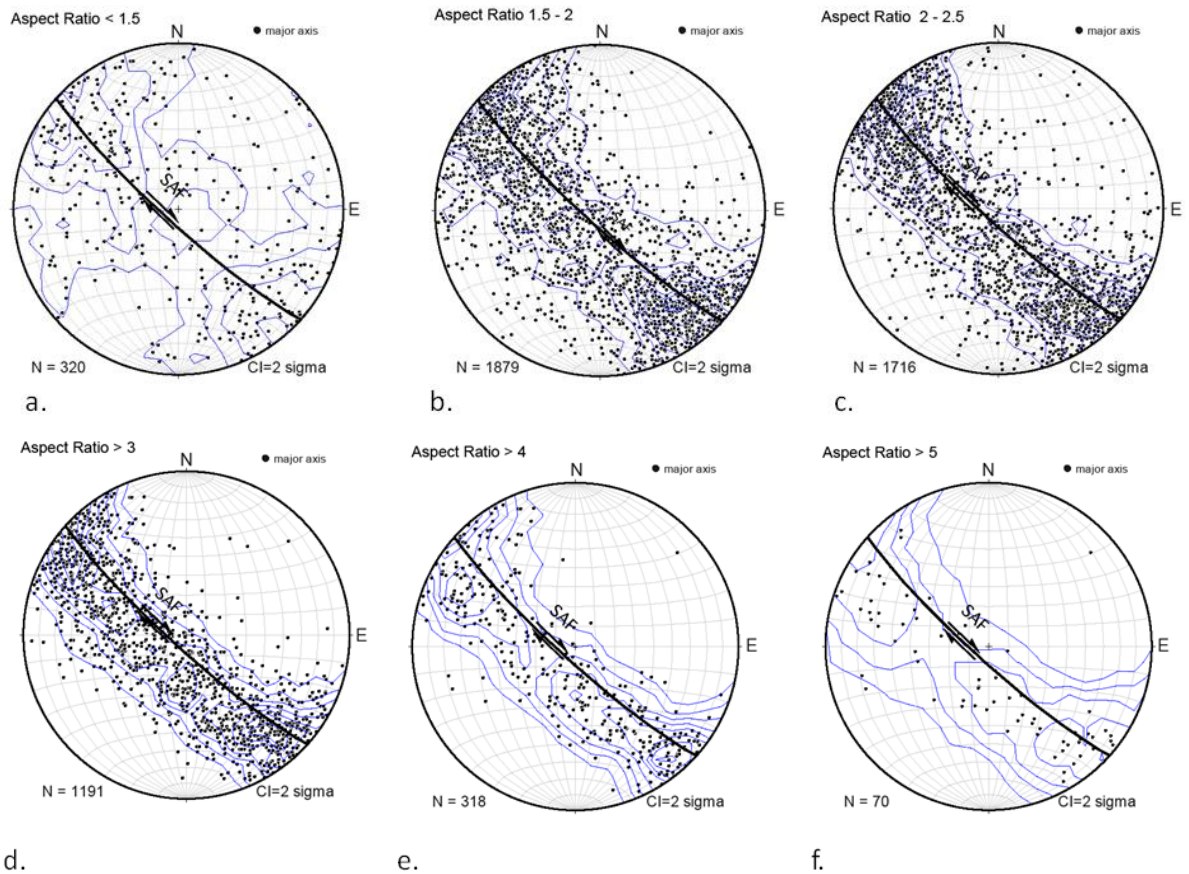 Aspect Ratio < 1.5
N
major axis
SAF
E
N = 320
CI=2 sigma
a.
Aspect Ratio 1.5 - 2
N
major axis
SAF
E
N = 1879
CI=2 sigma
b.
Aspect Ratio 2 - 2.5
N
major axis
SAF
E
N = 1716
CI=2 sigma
c.
Aspect Ratio > 3
N
major axis
SAF
E
N = 1191
CI=2 sigma
d.
Aspect Ratio > 4
N
major axis
SAF
E
N = 318
CI=2 sigma
e.
Aspect Ratio > 5
N
major axis
SAF
E
N = 70
CI=2 sigma
f.